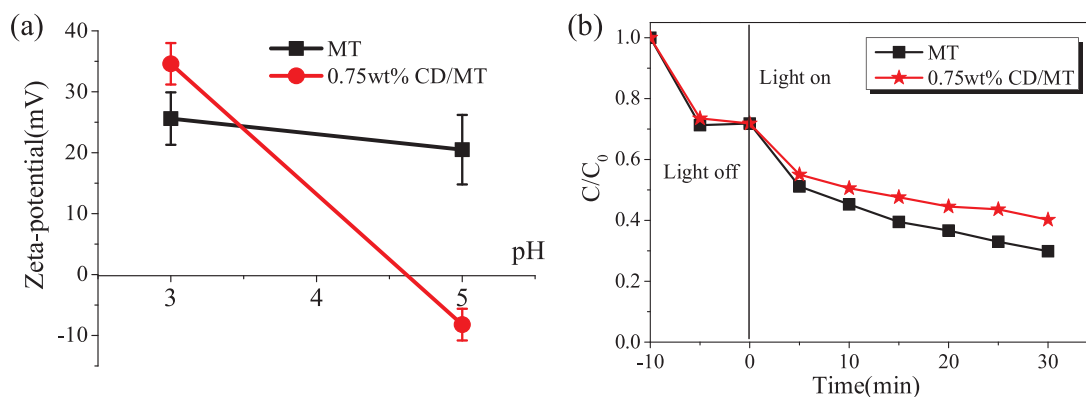 (a)
Zeta-potential(mV)
40
30
20
10
0
-10
MT
0.75wt% CD/MT
pH
3
4
5
(b)
C/C₀
1.0
0.8
0.6
0.4
0.2
0.0
Light on
Light off
MT
0.75wt% CD/MT
-10
0
10
20
30
Time(min)